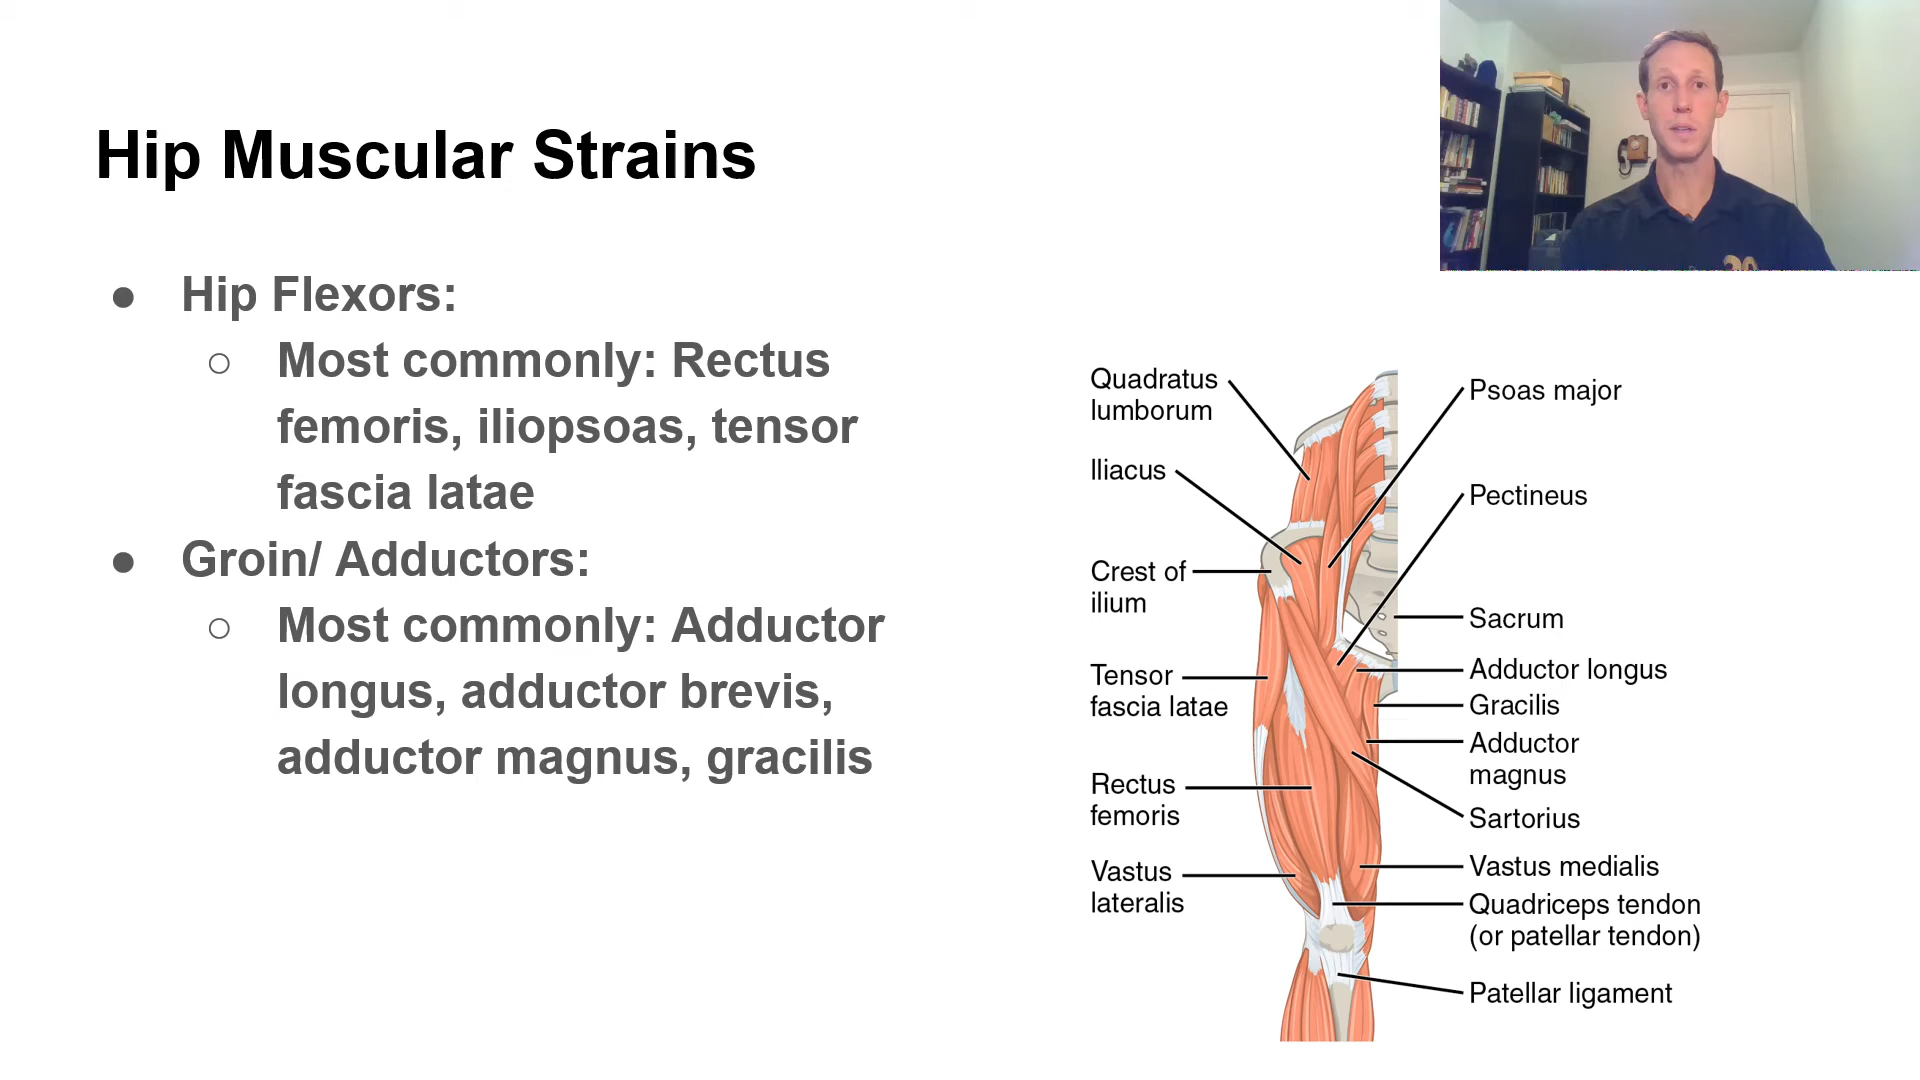 Hip Muscular Strains
● Hip Flexors:
○ Most commonly: Rectus
femoris, iliopsoas, tensor
fascia latae
● Groin/ Adductors:
○ Most commonly: Adductor
longus, adductor brevis,
adductor magnus, gracilis
Quadratus
lumborum
Iliacus
Crest of
ilium
Tensor
fascia latae
Rectus
femoris
Vastus
lateralis
Psoas major
Pectineus
Sacrum
Adductor longus
Gracilis
Adductor
magnus
Sartorius
Vastus medialis
Quadriceps tendon
(or patellar tendon)
Patellar ligament